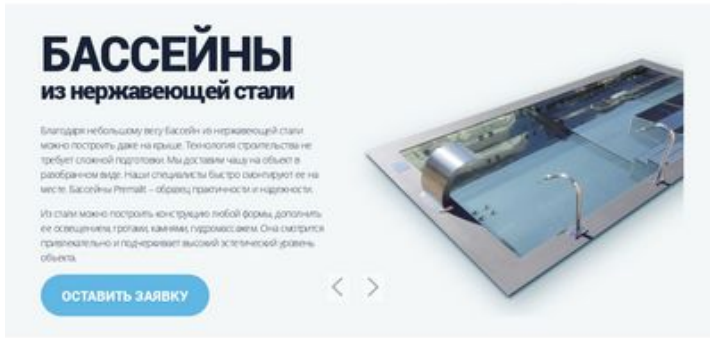 БАССЕЙНЫ
из нержавеющей стали
Благодаря небольшому весу бассейн из нержавеющей стали
можно построить даже на крыше. Технология строительства не
требует сложной подготовки. Мы доставим чашу на объект в
разобранном виде. Наши специалисты быстро смонтируют ее на
месте. Бассейны Premalit – образец практичности и надежности.
Из стали можно построить конструкцию любой формы, дополнить
ее освещением, гротами, камнями, гидромассажем. Она смотрится
привлекательно и подчеркивает высокий эстетический уровень
объекта.
ОСТАВИТЬ ЗАЯВКУ